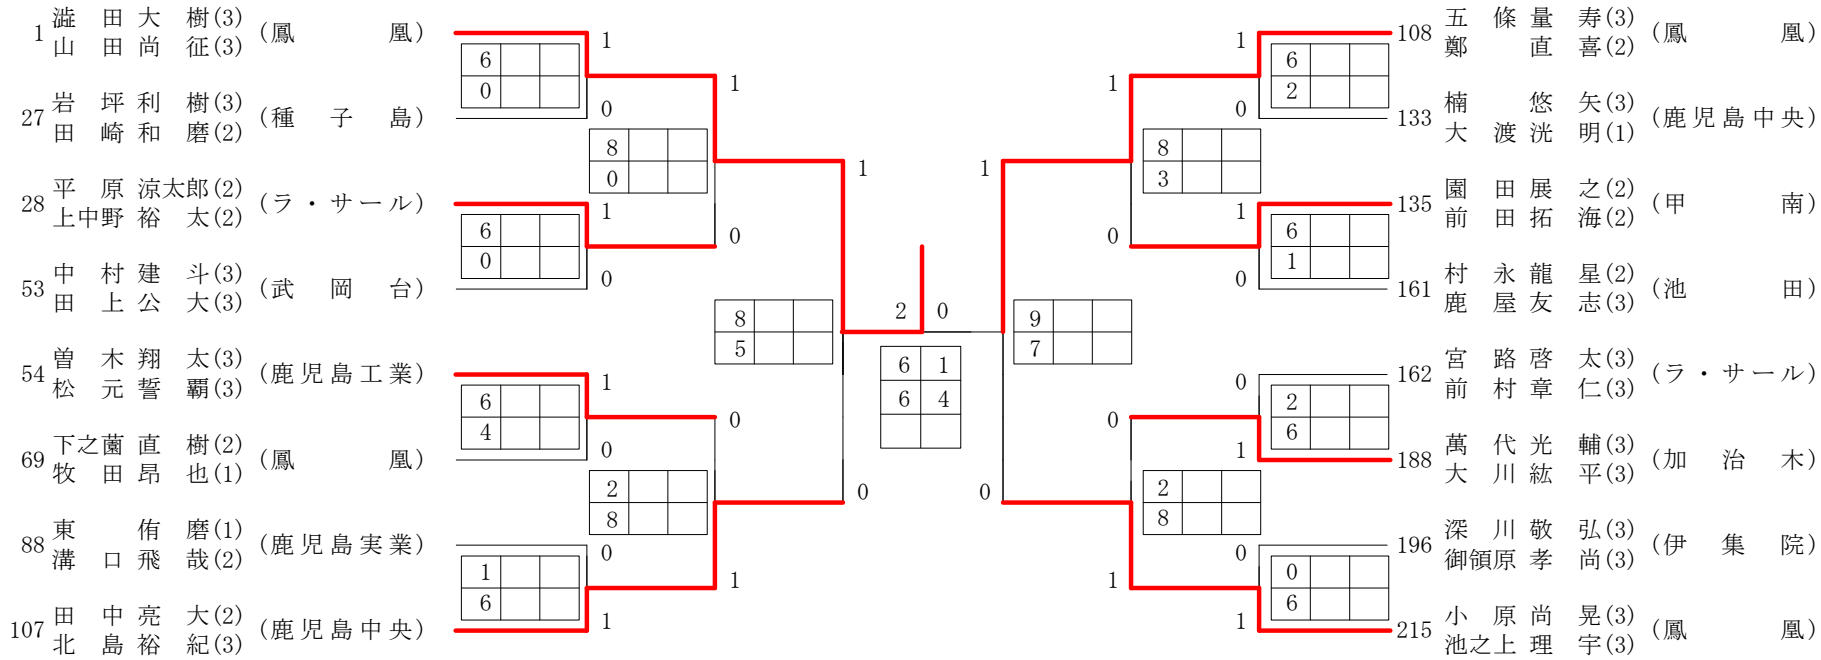 1 澁田大樹(3) (鳳凰)
山田尚征(3)
27 岩坪利樹(3) (種子島)
田崎和磨(2)
28 平原涼太郎(2) (ラ・サール)
上中野裕太(2)
53 中村建斗(3) (武岡台)
田上公大(3)
54 曽木翔太(3) (鹿児島工業)
松元誓覇(3)
69 下之薗直樹(2) (鳳凰)
牧田昂也(1)
88 東侑磨(1) (鹿児島実業)
溝口飛哉(2)
107 田中亮大(2) (鹿児島中央)
北島裕紀(3)
1
6
0
0
1
6
0
0
1
6
4
0
0
1
6
1
1
8
0
0
0
2
8
1
1
8
5
0
2 0
6 1
6 4
1
9
7
0
1
8
3
0
0
2
8
1
1
6
2
0
1
6
1
0
0
2
6
1
0
0
6
1
108 五條量寿(3) (鳳凰)
鄭直喜(2)
133 楠悠矢(3) (鹿児島中央)
大渡洸明(1)
135 園田展之(2) (甲南)
前田拓海(2)
161 村永龍星(2) (池田)
鹿屋友志(3)
162 宮路啓太(3) (ラ・サール)
前村章仁(3)
188 萬代光輔(3) (加治木)
大川紘平(3)
196 深川敬弘(3) (伊集院)
御領原孝尚(3)
215 小原尚晃(3) (鳳凰)
池之上理宇(3)